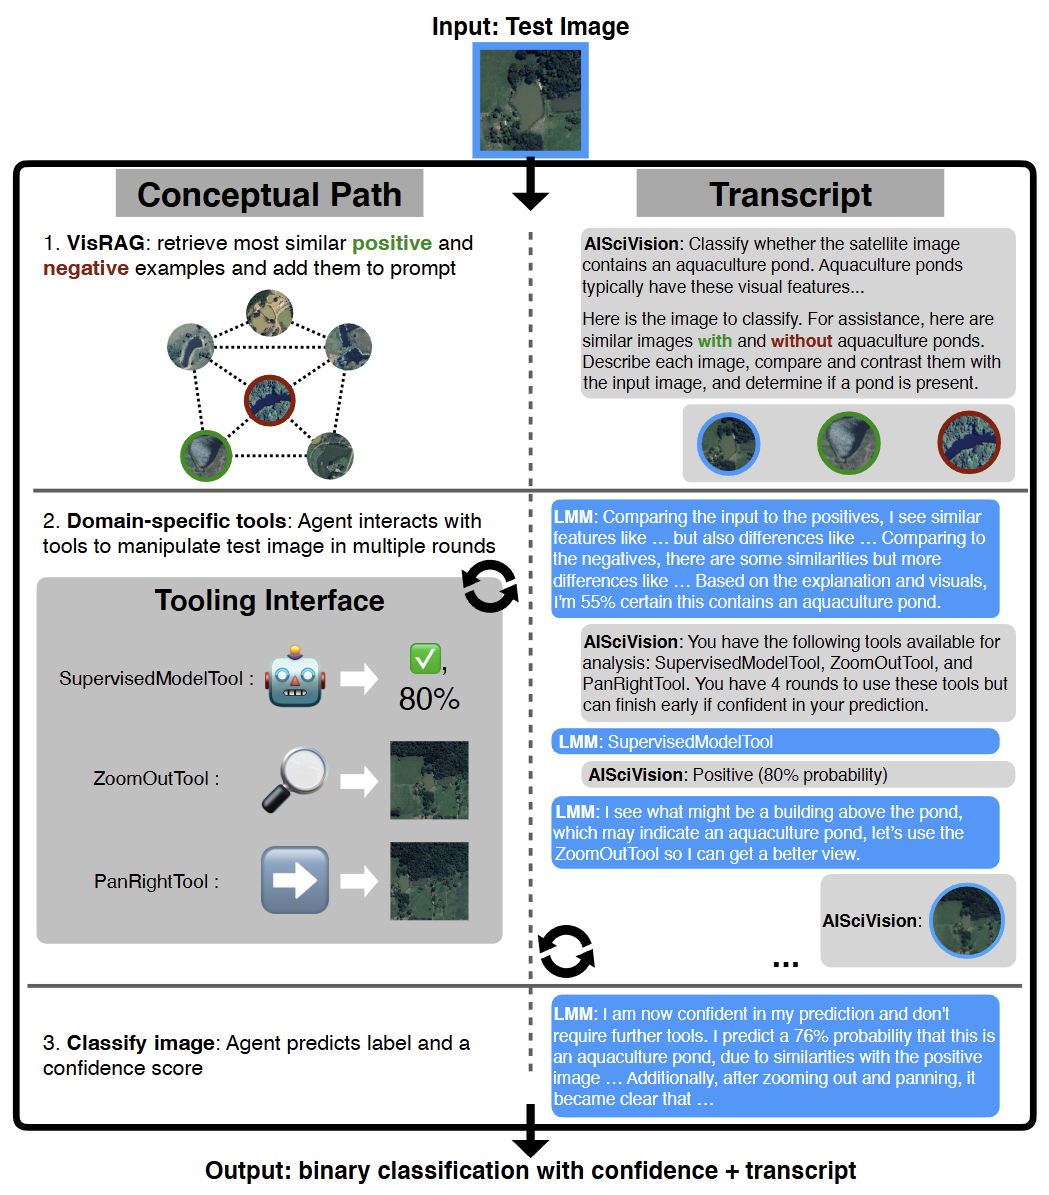 Input: Test Image
Conceptual Path
Transcript
1. VisRAG: retrieve most similar positive and
negative examples and add them to prompt
AISciVision: Classify whether the satellite image
contains an aquaculture pond. Aquaculture ponds
typically have these visual features...
Here is the image to classify. For assistance, here are
similar images with and without aquaculture ponds.
Describe each image, compare and contrast them with
the input image, and determine if a pond is present.
2. Domain-specific tools: Agent interacts with
tools to manipulate test image in multiple rounds
Tooling Interface
SupervisedModelTool :
,
80%
ZoomOutTool :
PanRightTool :
LMM: Comparing the input to the positives, I see similar
features like … but also differences like … Comparing to
the negatives, there are some similarities but more
differences like … Based on the explanation and visuals,
I'm 55% certain this contains an aquaculture pond.
AISciVision: You have the following tools available for
analysis: SupervisedModelTool, ZoomOutTool, and
PanRightTool. You have 4 rounds to use these tools but
can finish early if confident in your prediction.
LMM: SupervisedModelTool
AISciVision: Positive (80% probability)
LMM: I see what might be a building above the pond,
which may indicate an aquaculture pond, let's use the
ZoomOutTool so I can get a better view.
AISciVision:
...
3. Classify image: Agent predicts label and a
confidence score
LMM: I am now confident in my prediction and don't
require further tools. I predict a 76% probability that this is
an aquaculture pond, due to similarities with the positive
image … Additionally, after zooming out and panning, it
became clear that …
Output: binary classification with confidence + transcript